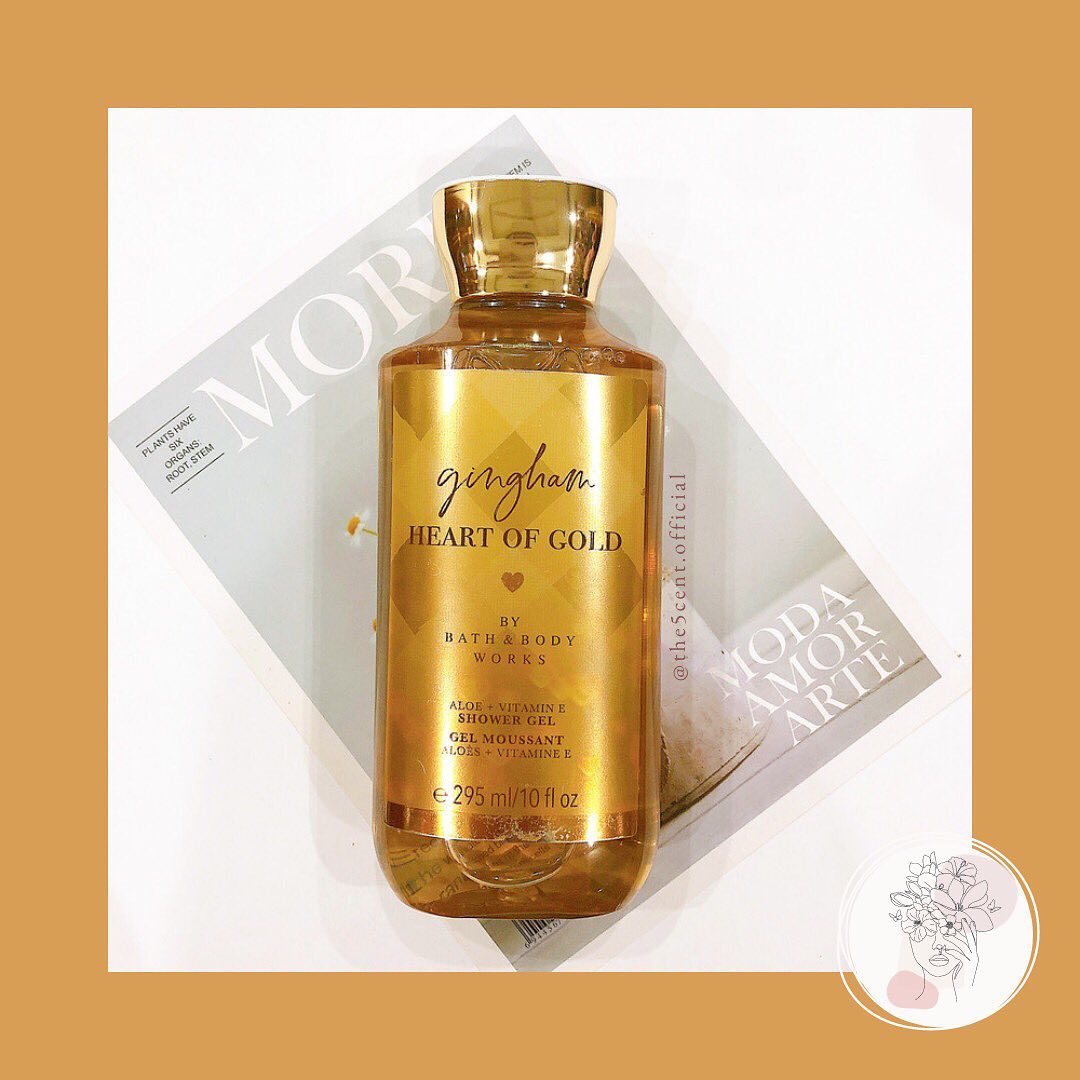 MORE
PLANTS HAVE
SIX
ORGANS:
ROOT, STEM
gingham
HEART OF GOLD
BY
BATH & BODY
WORKS
ALOE + VITAMIN E
SHOWER GEL
GEL MOUSSANT
ALOÈS + VITAMINE E
e 295 ml/10 fl oz
@the5cent.official
MODA
AMOR
ARTE